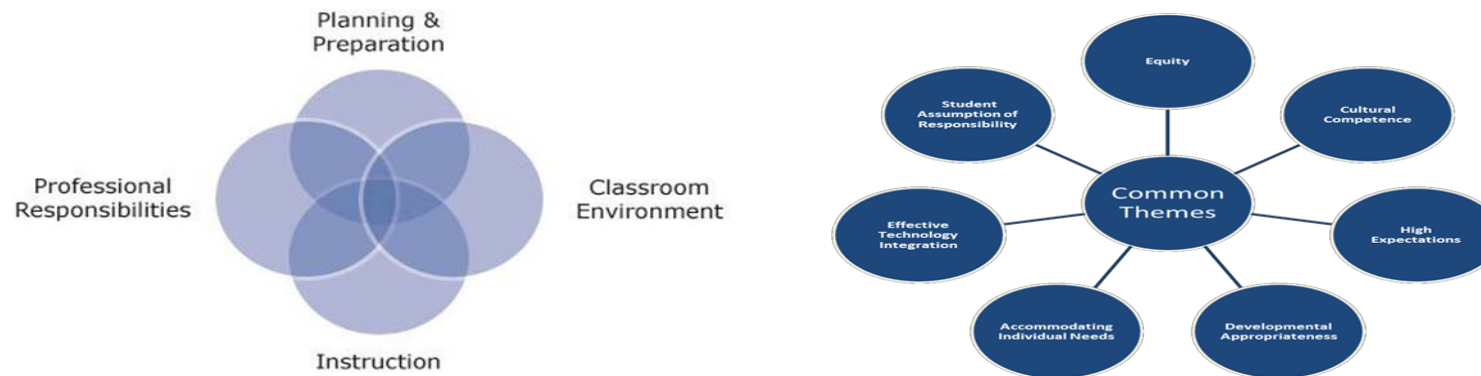 Planning &
Preparation
Professional
Responsibilities
Classroom
Environment
Instruction
Equity
Student
Assumption of
Responsibility
Cultural
Competence
Common
Themes
Effective
Technology
Integration
High
Expectations
Accommodating
Individual Needs
Developmental
Appropriateness